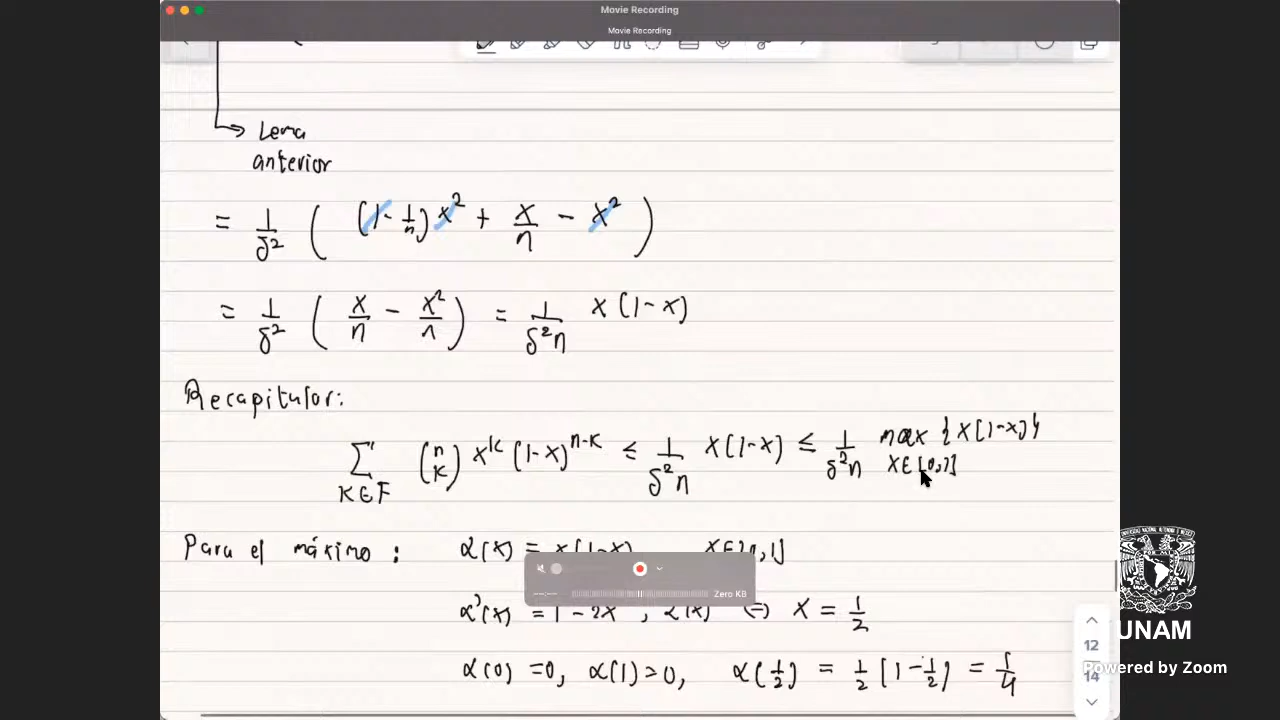 Movie Recording
Movie Recording
Lema
anterior
= 1/δ² ( (1 - 1/n) x² + x/n - x² )
= 1/δ² ( x/n - x²/n ) = 1/δ²n x(1-x)
Recapitular:
∑ k∈F (n k) x^k (1-x)^n-k ≤ 1/δ²n x(1-x) ≤ 1/δ²n max x∈[0,1] {x(1-x)}
Para el máximo: α(x) = x(1-x) x∈[0,1]
α'(x) = 1 - 2x, α'(x) ⇔ x = 1/2
α(0) = 0, α(1) = 0, α(1/2) = 1/2 (1 - 1/2) = 1/4
Zero KB
12
14
UNAM
Powered by Zoom